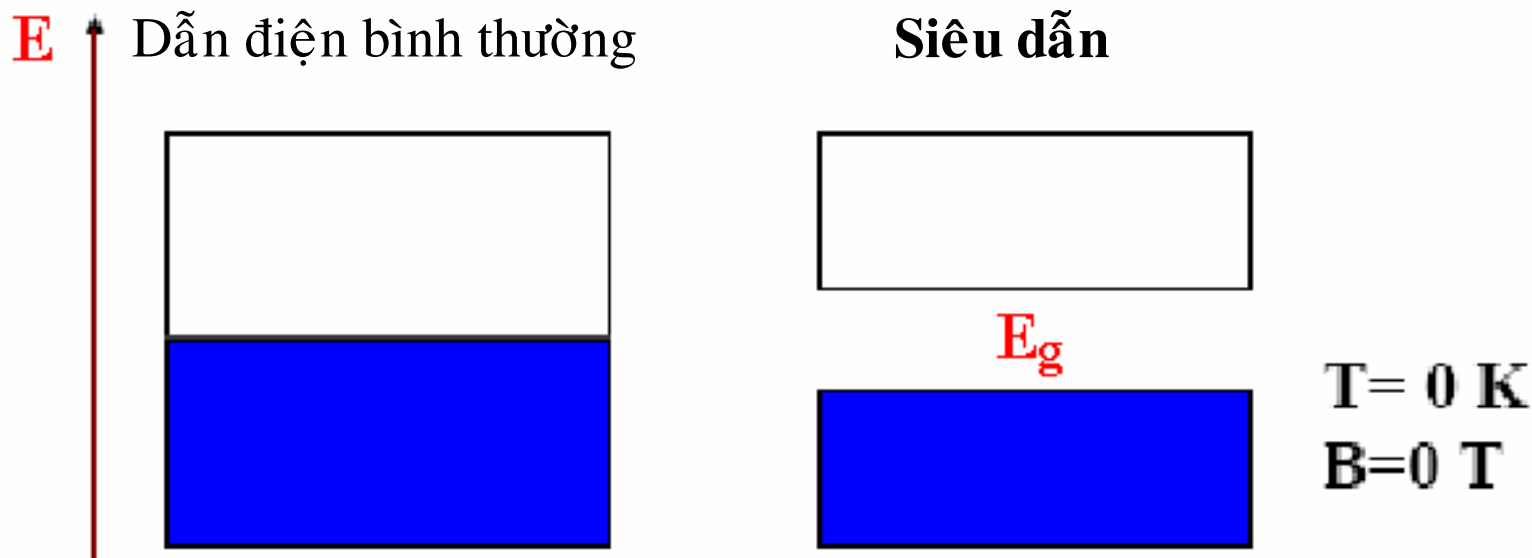 E Dẫn điện bình thường Siêu dẫn
Eg
T= 0 K
B=0 T